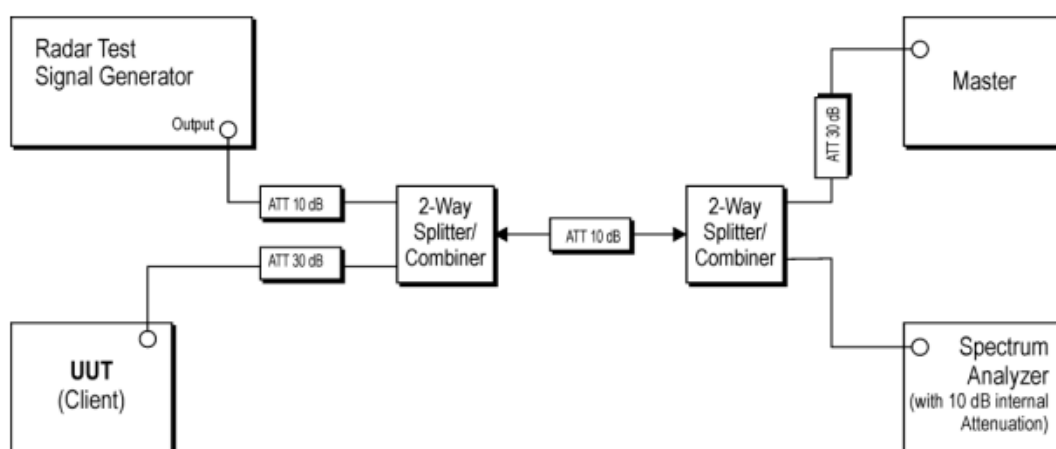 Radar Test
Signal Generator
Output
Master
ATT 30 dB
ATT 10 dB
2-Way
Splitter/
Combiner
ATT 10 dB
2-Way
Splitter/
Combiner
ATT 30 dB
UUT
(Client)
Spectrum
Analyzer
(with 10 dB internal
Attenuation)